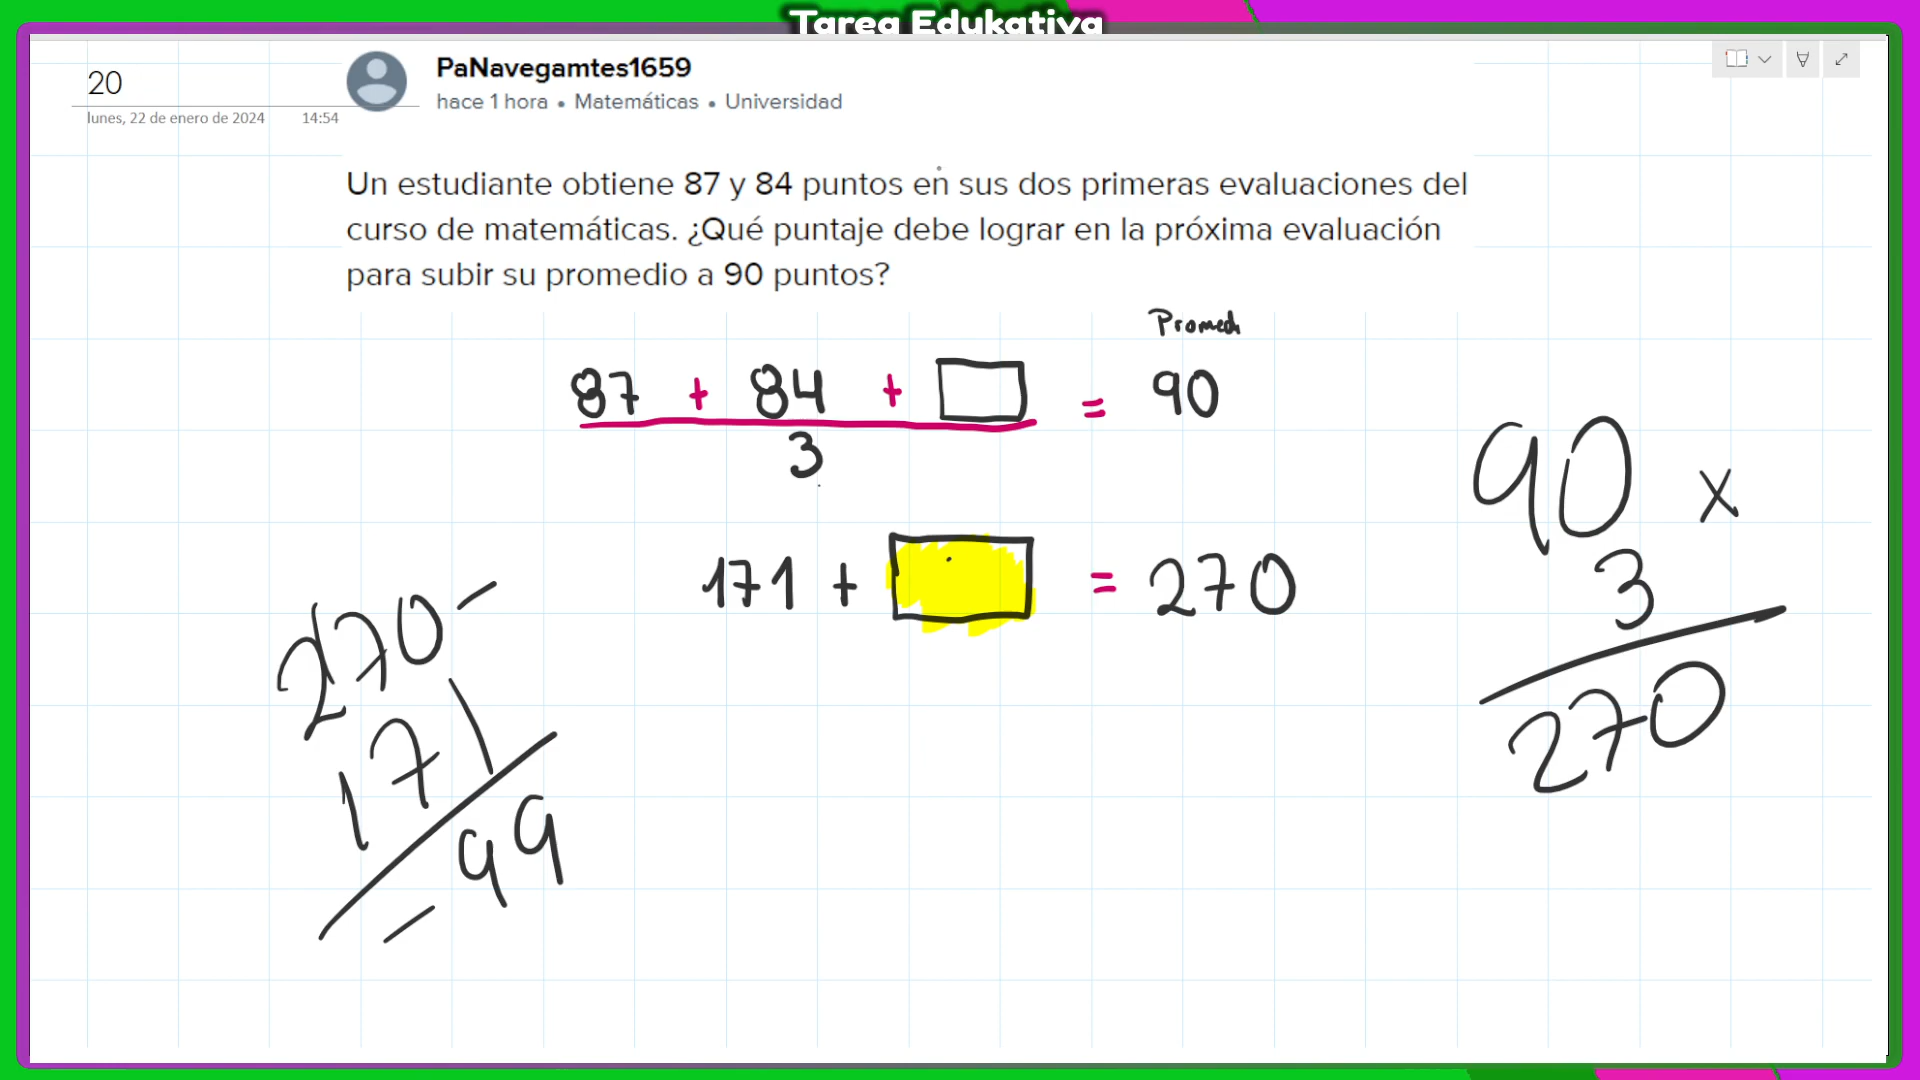 Tarea Edukativa
20
lunes, 22 de enero de 2024 14:54
PaNavegamtes1659
hace 1 hora • Matemáticas • Universidad
Un estudiante obtiene 87 y 84 puntos en sus dos primeras evaluaciones del
curso de matemáticas. ¿Qué puntaje debe lograr en la próxima evaluación
para subir su promedio a 90 puntos?
Promed
87 + 84 + = 90
3
171 + = 270
90 x
3
270
270 -
171
- 99